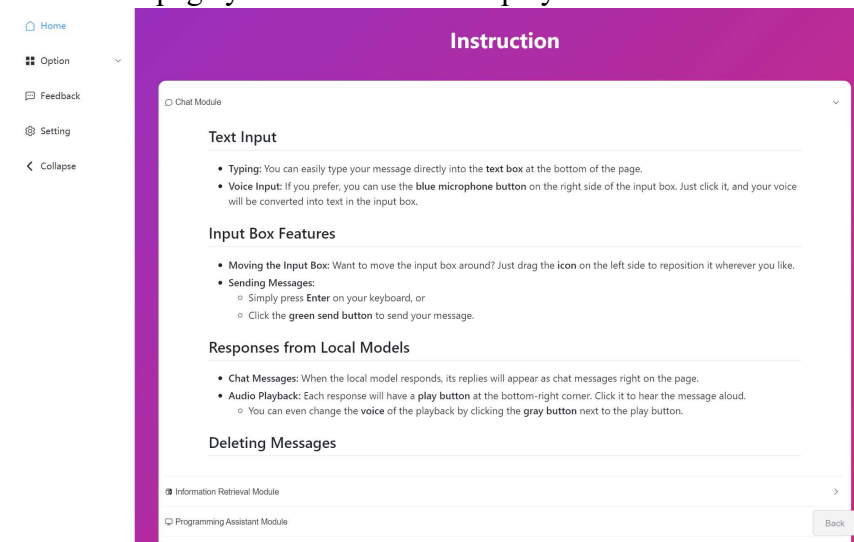 Home
Option
Feedback
Setting
Collapse
Instruction
Chat Module
Text Input
Typing: You can easily type your message directly into the text box at the bottom of the page.
Voice Input: If you prefer, you can use the blue microphone button on the right side of the input box. Just click it, and your voice
will be converted into text in the input box.
Input Box Features
Moving the Input Box: Want to move the input box around? Just drag the icon on the left side to reposition it wherever you like.
Sending Messages:
Simply press Enter on your keyboard, or
Click the green send button to send your message.
Responses from Local Models
Chat Messages: When the local model responds, its replies will appear as chat messages right on the page.
Audio Playback: Each response will have a play button at the bottom-right corner. Click it to hear the message aloud.
You can even change the voice of the playback by clicking the gray button next to the play button.
Deleting Messages
Information Retrieval Module
Programming Assistant Module
Back